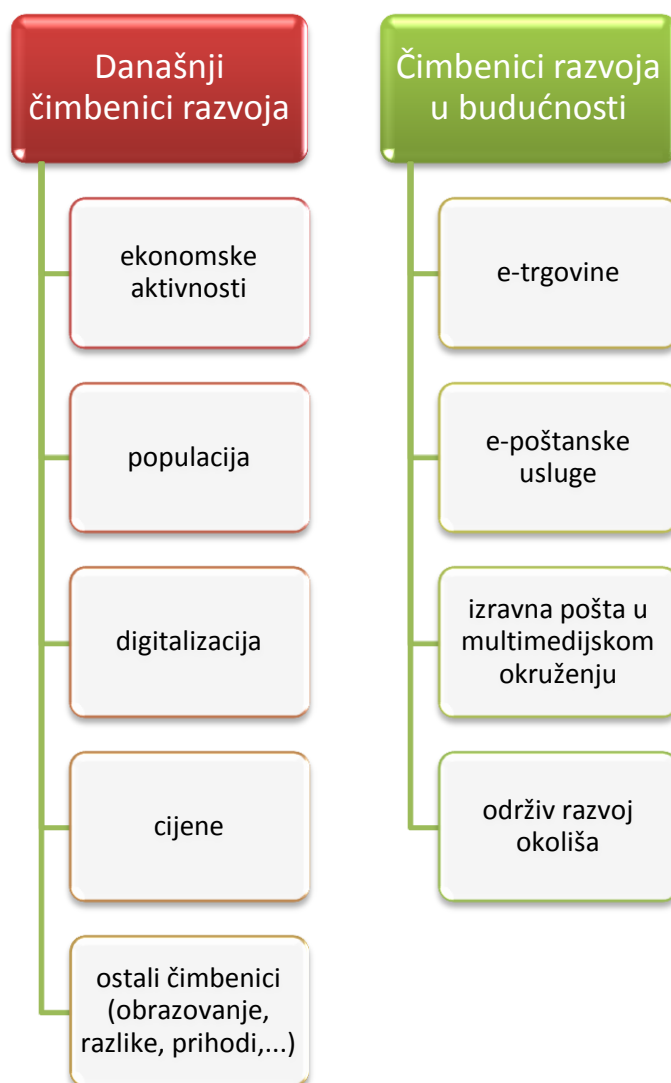 Današnji
čimbenici razvoja
ekonomske
aktivnosti
populacija
digitalizacija
cijene
ostali čimbenici
(obrazovanje,
razlike, prihodi,...)
Čimbenici razvoja
u budućnosti
e-trgovine
e-poštanske
usluge
izravna pošta u
multimedijskom
okruženju
održiv razvoj
okoliša